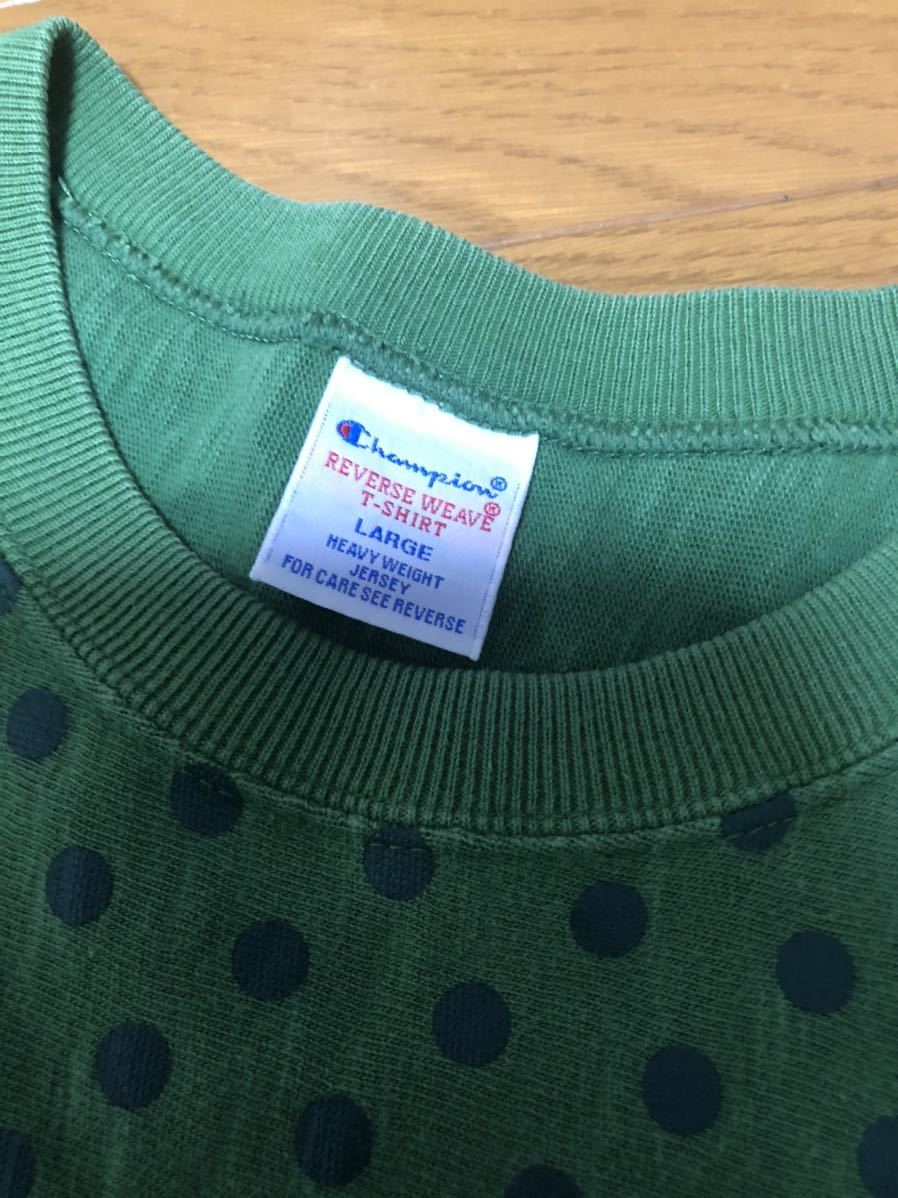 Champion®
REVERSE WEAVE®
T-SHIRT
LARGE
HEAVY WEIGHT
JERSEY
FOR CARE SEE REVERSE